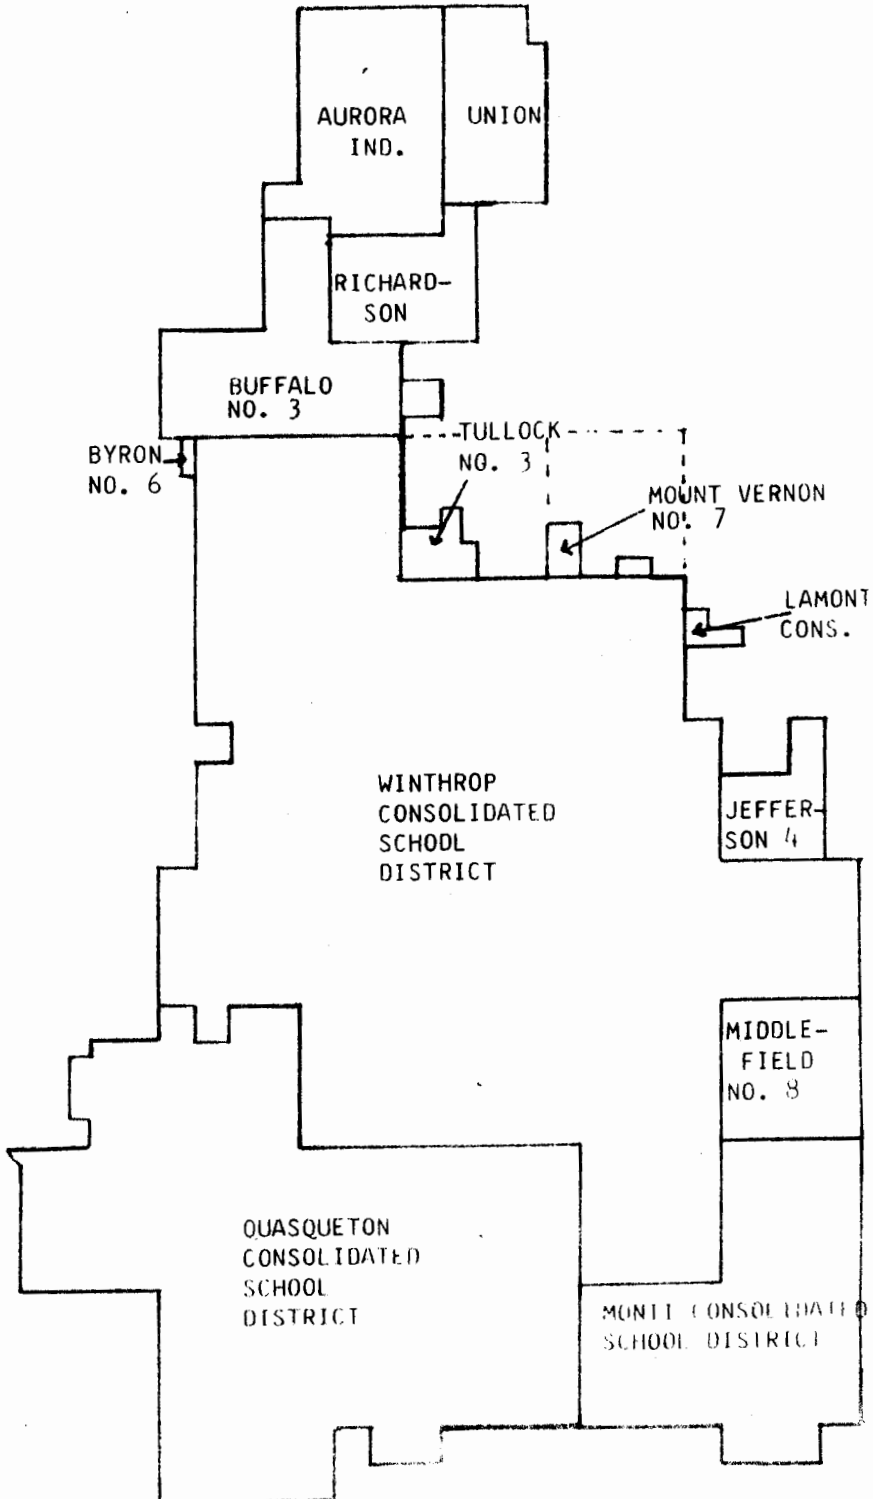 AURORA
IND.
UNION
RICHARD-
SON
BUFFALO
NO. 3
TULLOCK
NO. 3
BYRON
NO. 6
MOUNT VERNON
NO. 7
LAMONT
CONS.
WINTHROP
CONSOLIDATED
SCHOOL
DISTRICT
JEFFER-
SON 4
MIDDLE-
FIELD
NO. 8
QUASQUETON
CONSOLIDATED
SCHOOL
DISTRICT
MONTI CONSOLIDATED
SCHOOL DISTRICT